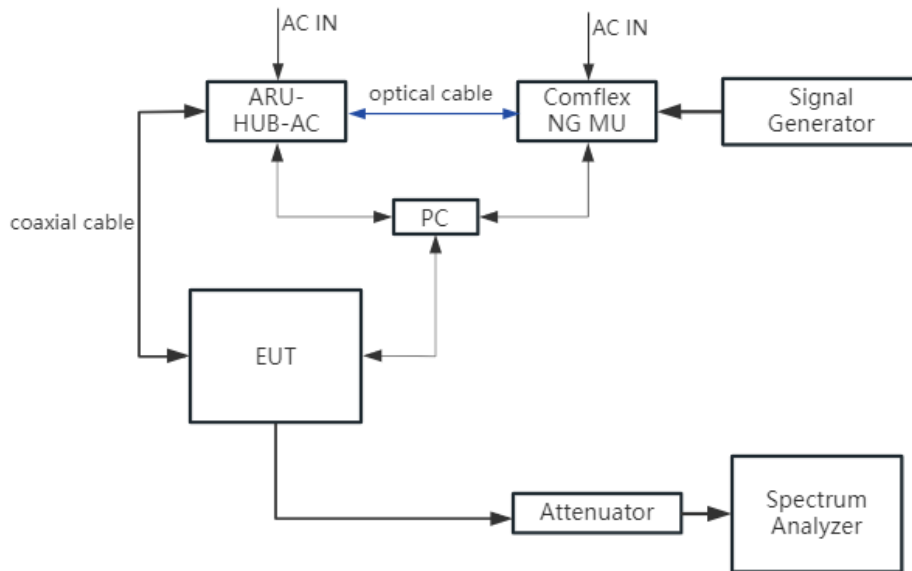 AC IN
AC IN
ARU-
HUB-AC
optical cable
Comflex
NG MU
Signal
Generator
PC
coaxial cable
EUT
Attenuator
Spectrum
Analyzer